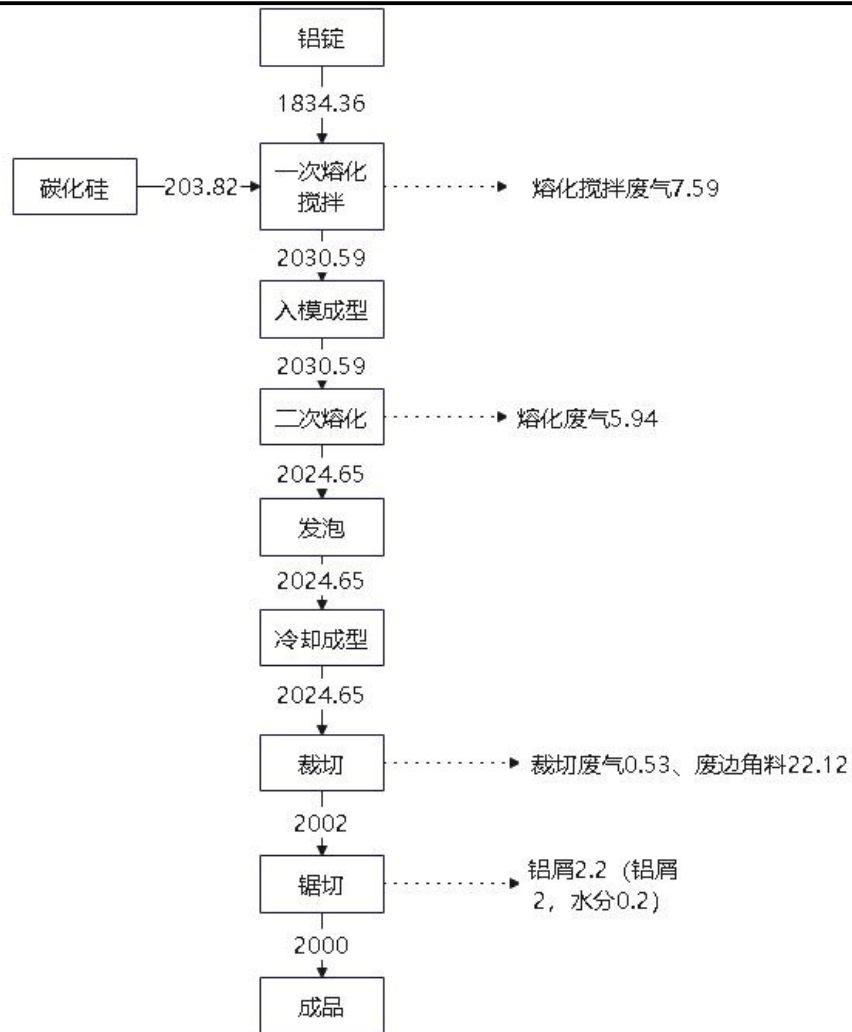 铝锭
1834.36
碳化硅
203.82
一次熔化
搅拌
熔化搅拌废气7.59
2030.59
入模成型
2030.59
二次熔化
熔化废气5.94
2024.65
发泡
2024.65
冷却成型
2024.65
裁切
裁切废气0.53、废边角料22.12
2002
锯切
铝屑2.2（铝屑
2，水分0.2）
2000
成品